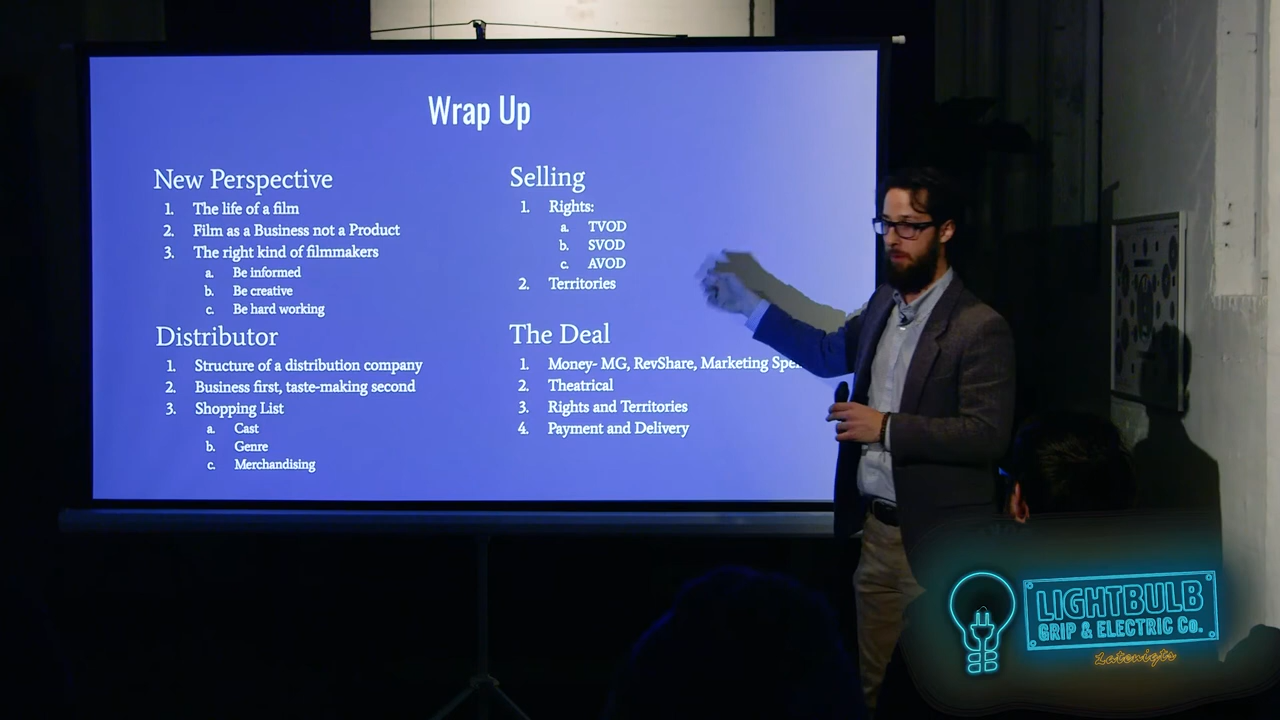 Wrap Up
New Perspective
1. The life of a film
2. Film as a Business not a Product
3. The right kind of filmmakers
a. Be informed
b. Be creative
c. Be hard working
Distributor
1. Structure of a distribution company
2. Business first, taste-making second
3. Shopping List
a. Cast
b. Genre
c. Merchandising
Selling
1. Rights:
a. TVOD
b. SVOD
c. AVOD
2. Territories
The Deal
1. Money- MG, RevShare, Marketing
2. Theatrical
3. Rights and Territories
4. Payment and Delivery
LIGHTBULB
GRIP & ELECTRIC Co.